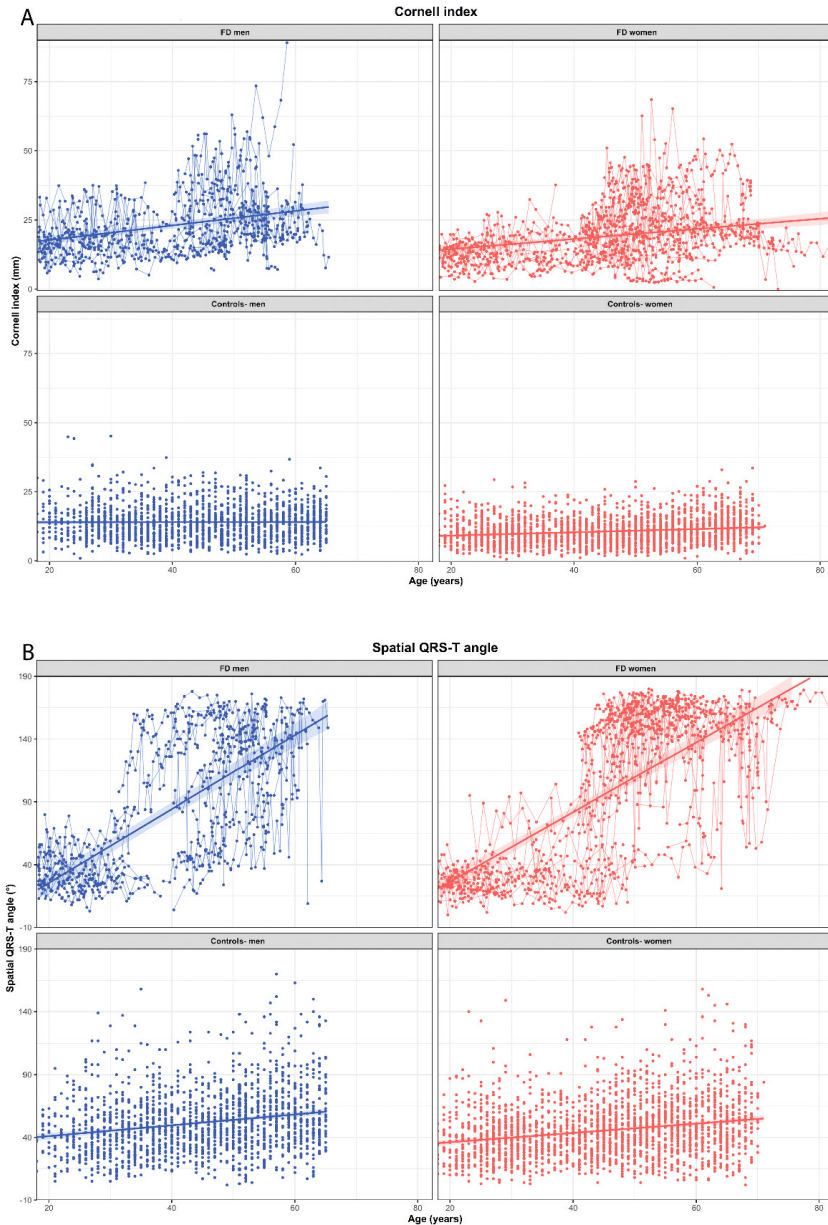 A
Cornell index
FD men
FD women
75
50
25
0
Controls- men
Controls- women
75
50
25
0
Cornell index (mm)
20 40 60 80
20 40 60 80
Age (years)
B
Spatial QRS-T angle
FD men
FD women
190
140
90
40
-10
Controls- men
Controls- women
190
140
90
40
-10
Spatial QRS-T angle (°)
20 40 60 80
20 40 60 80
Age (years)